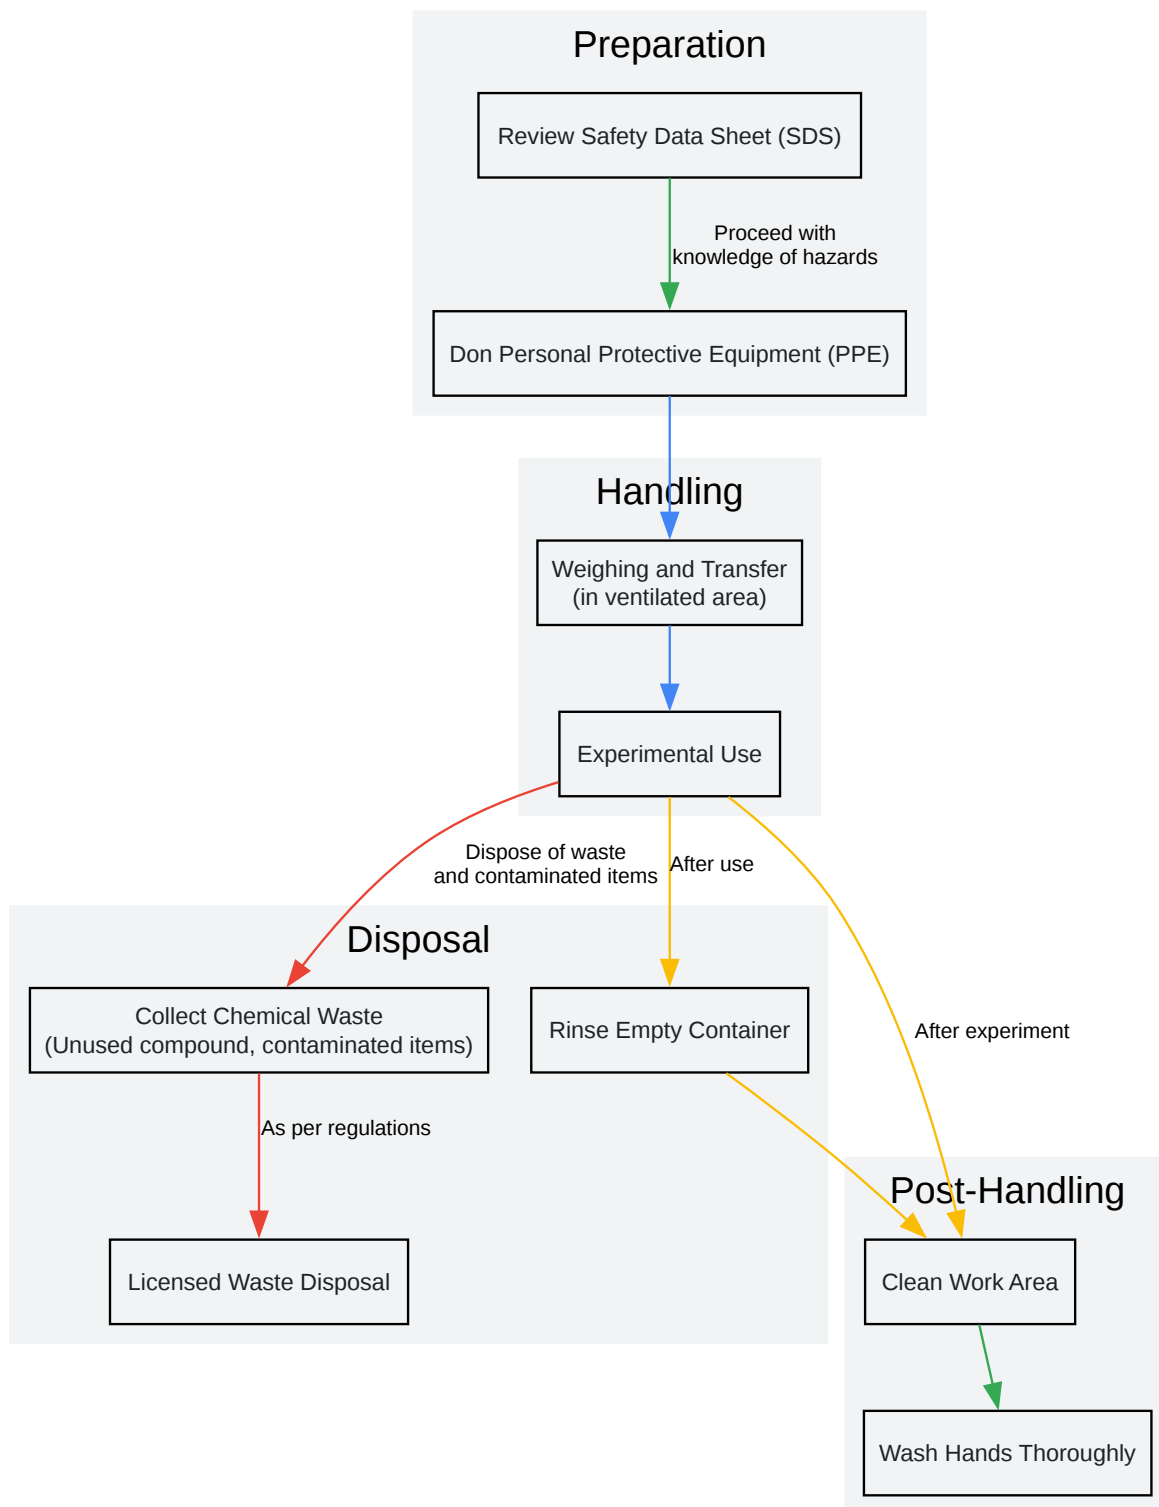 Preparation
Review Safety Data Sheet (SDS)
Proceed with
knowledge of hazards
Don Personal Protective Equipment (PPE)
Handling
Weighing and Transfer
(in ventilated area)
Experimental Use
Dispose of waste
and contaminated items
After use
Disposal
Collect Chemical Waste
(Unused compound, contaminated items)
Rinse Empty Container
After experiment
As per regulations
Post-Handling
Licensed Waste Disposal
Clean Work Area
Wash Hands Thoroughly